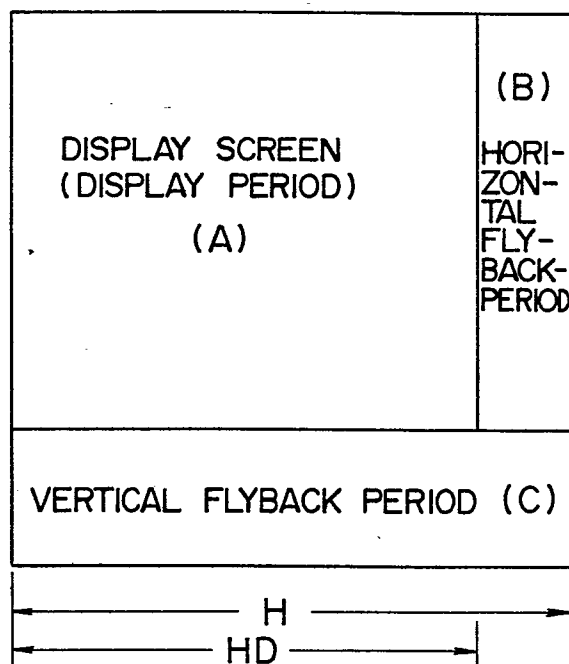 DISPLAY SCREEN
(DISPLAY PERIOD)
(A)
(B)
HORI-
ZON-
TAL
FLY-
BACK-
PERIOD
VERTICAL FLYBACK PERIOD (C)
H
HD